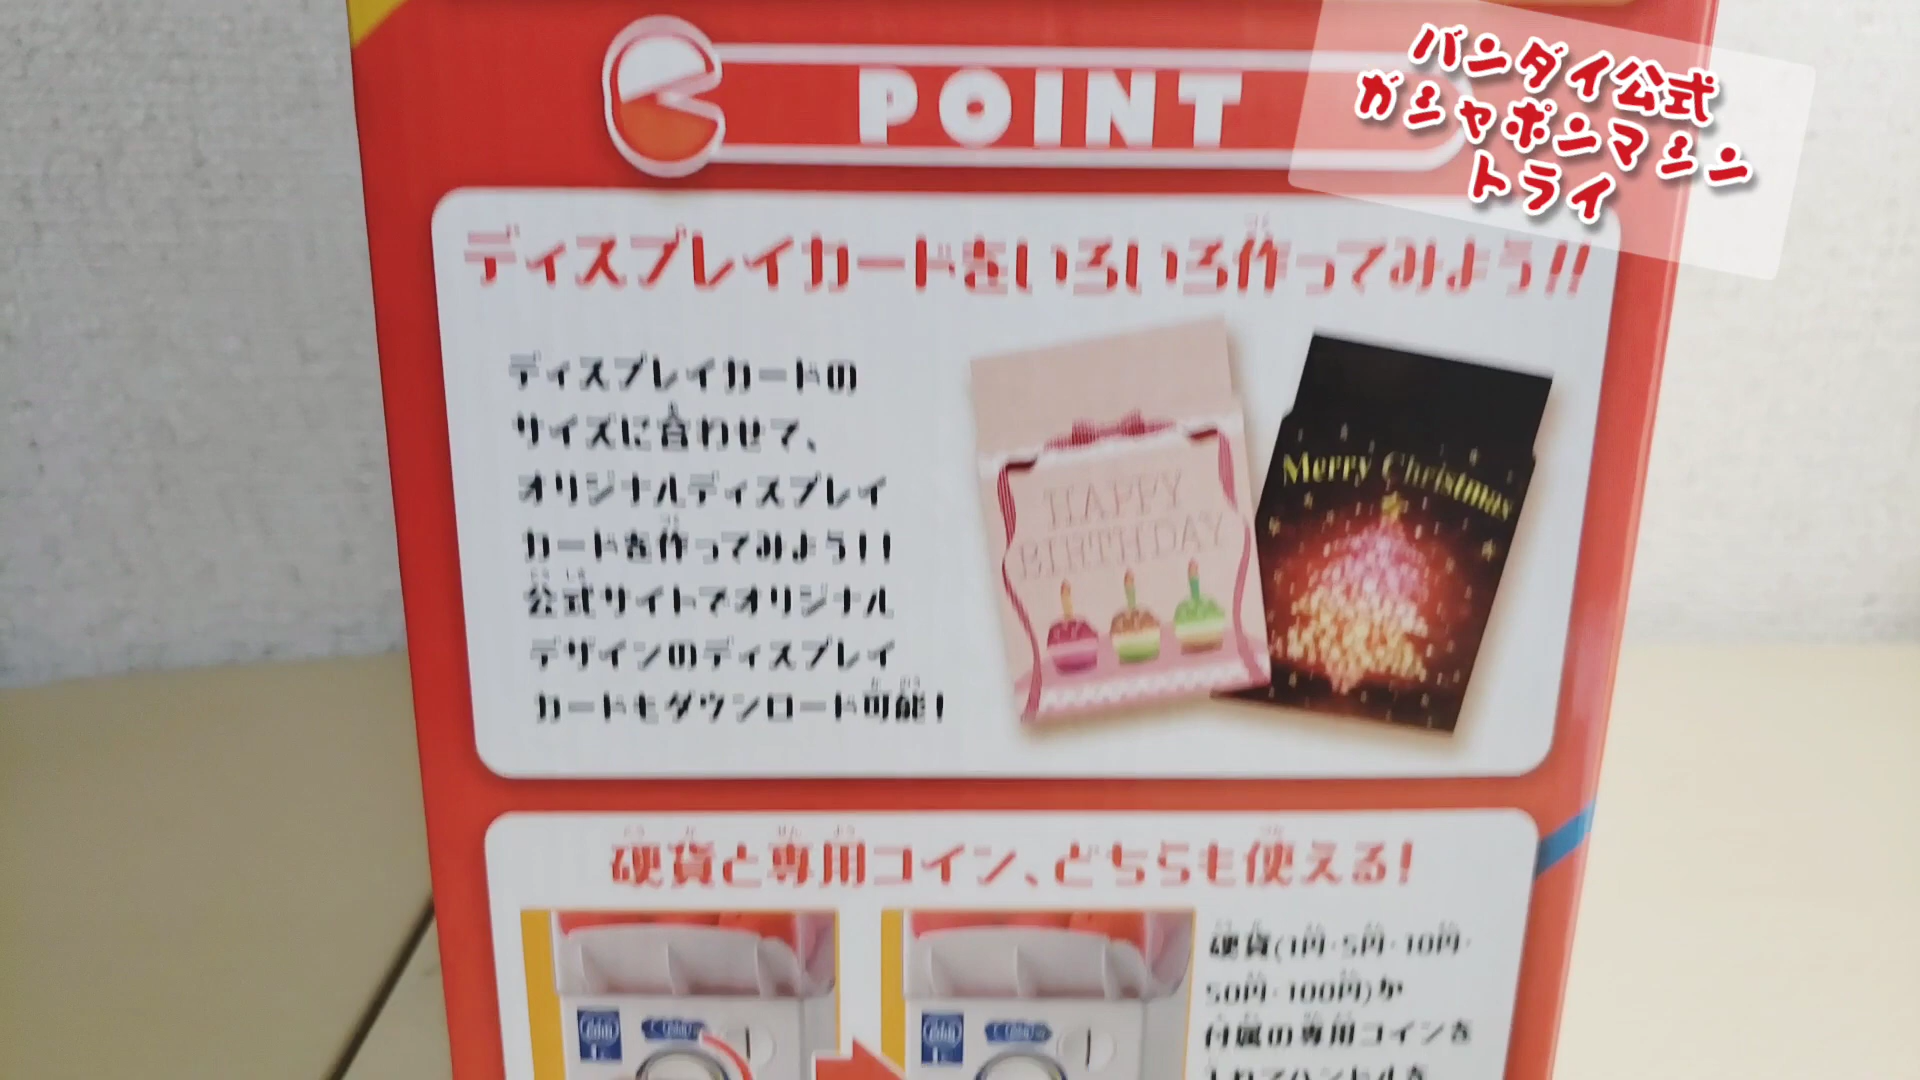 バンダイ公式
ガシャポンマシン
トライ
POINT
ディスプレイカードをいろいろ作ってみよう!!
ディスプレイカードの
サイズに合わせて、
オリジナルディスプレイ
カードを作ってみよう!!
公式サイトでオリジナル
デザインのディスプレイ
カードもダウンロード可能!
HAPPY
BIRTHDAY
Merry Christmas
硬貨と専用コイン、どちらも使える!
硬貨(1円・5円・10円・
50円・100円)か
付属の専用コインを